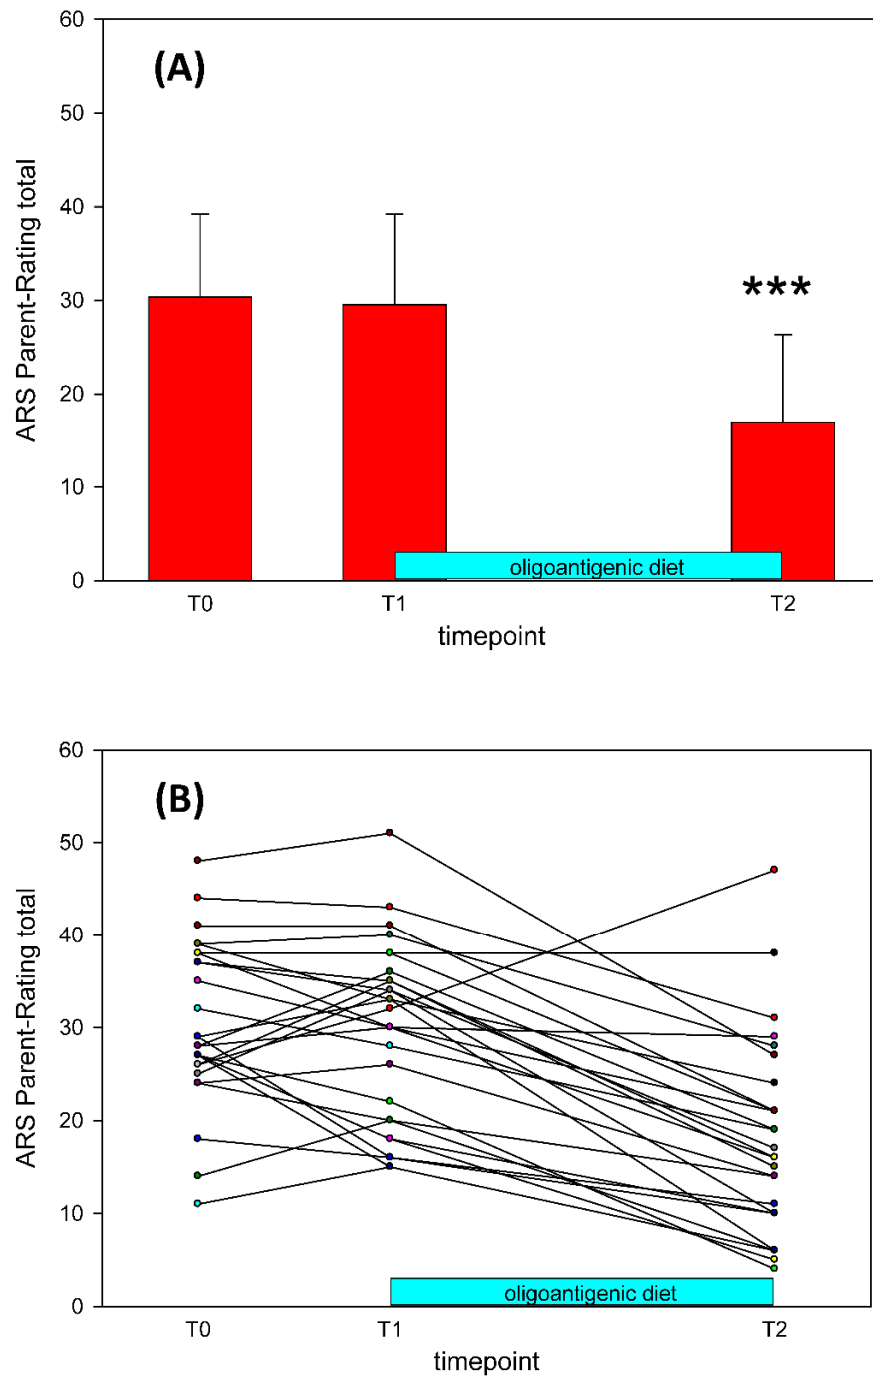 (A)
ARS Parent-Rating total
60
50
40
30
20
10
0
***
oligoantigenic diet
T0 T1 T2
timepoint
(B)
ARS Parent-Rating total
60
50
40
30
20
10
0
oligoantigenic diet
T0 T1 T2
timepoint